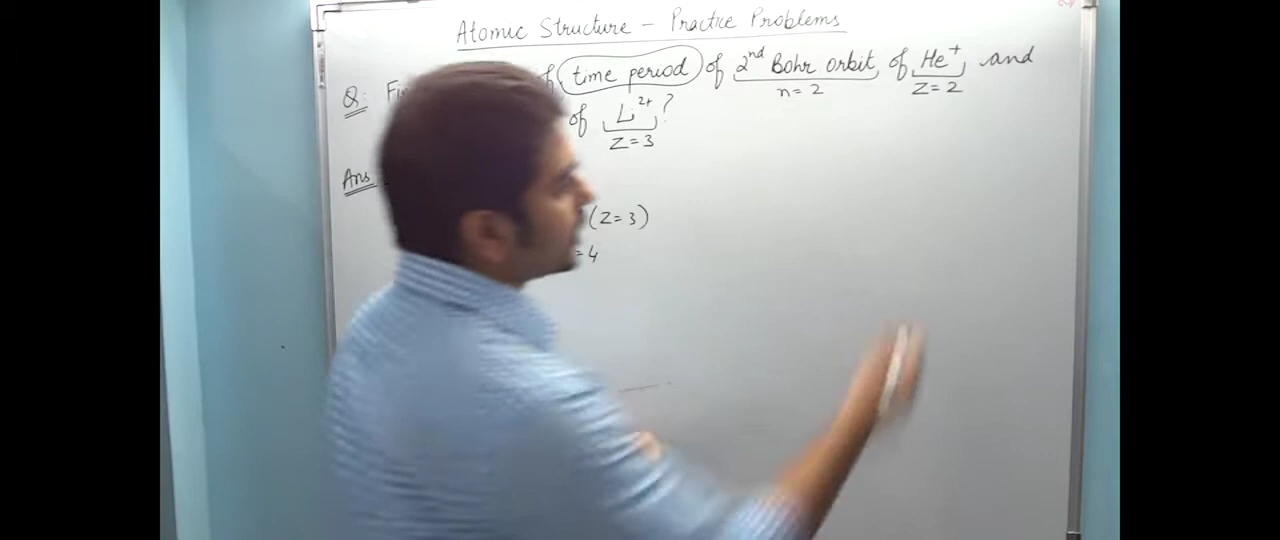 Atomic Structure - Practice Problems
Q: of time period of 2nd Bohr orbit of He+ and
n=2 Z=2
of Li2+?
Z=3
Ans
(Z=3)
=4